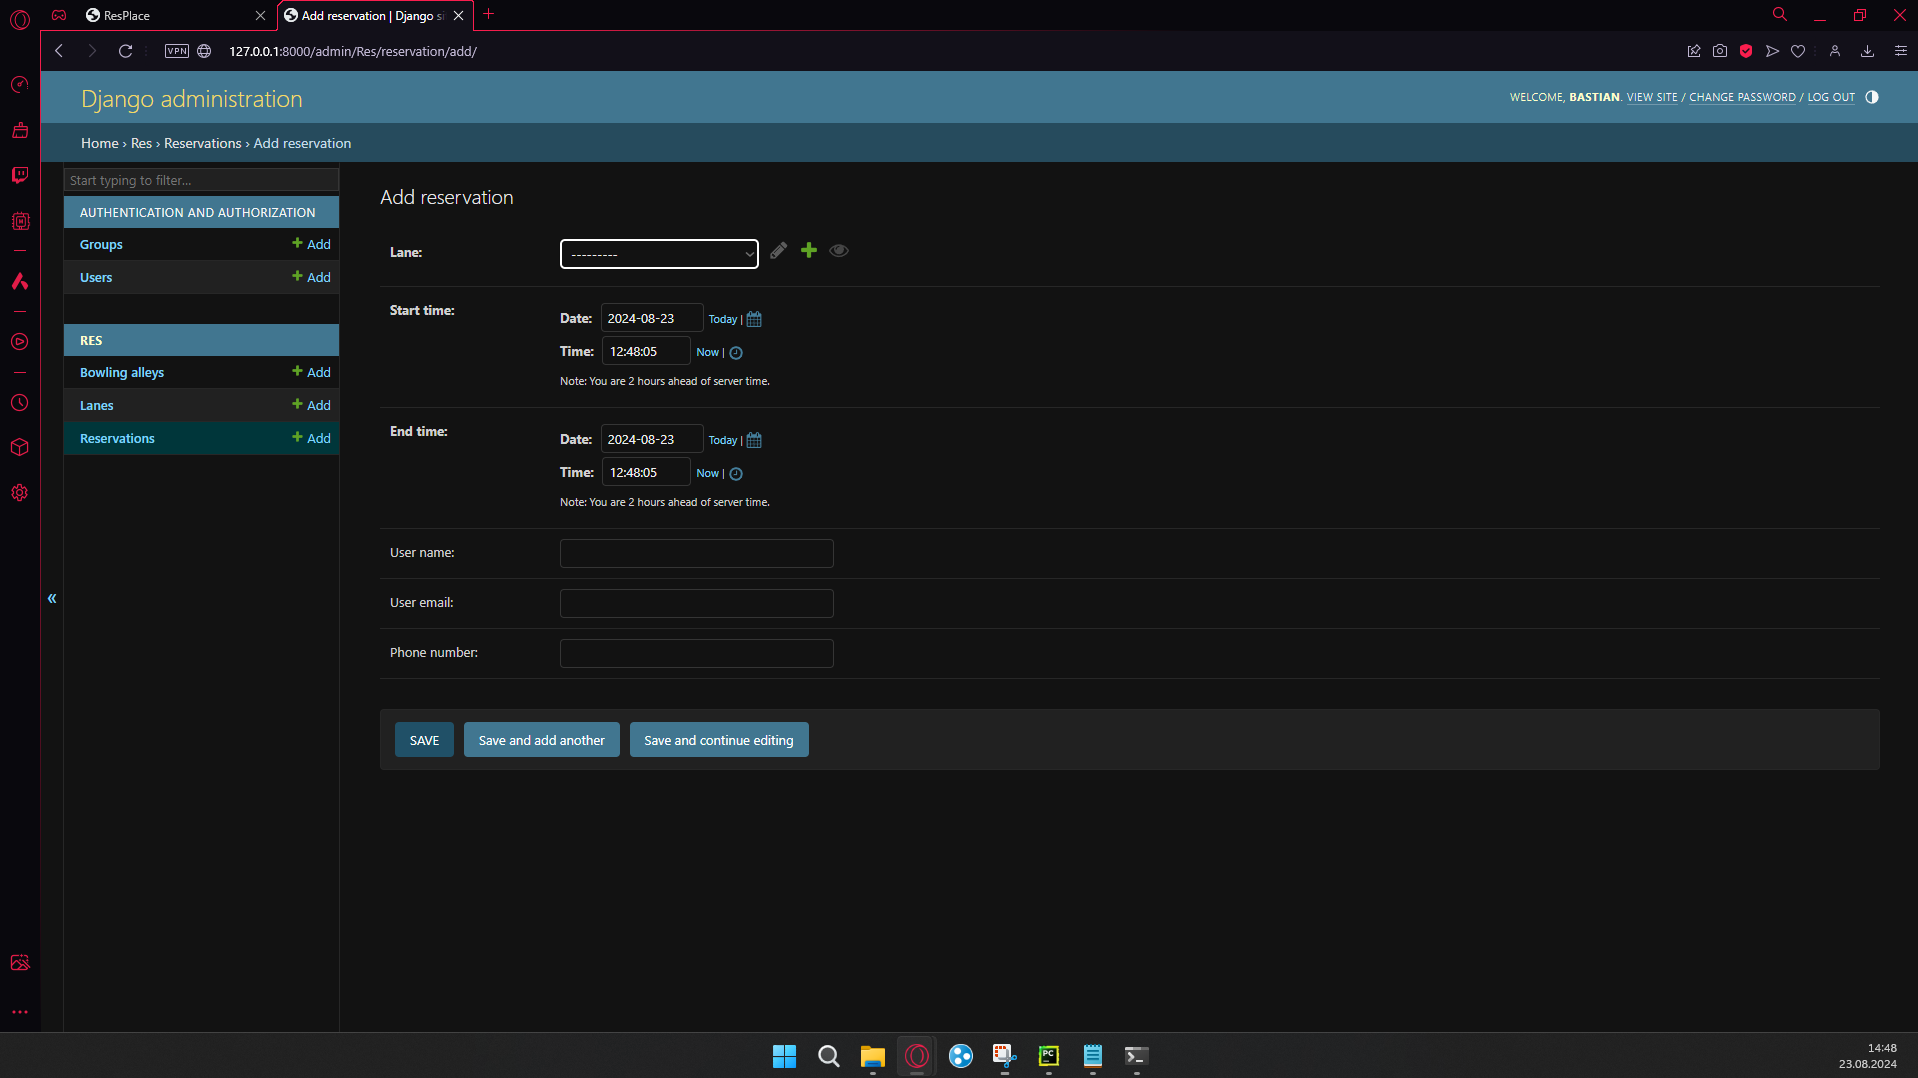 ResPlace
Add reservation | Django si
VPN
127.0.0.1:8000/admin/Res/reservation/add/
Django administration
WELCOME, BASTIAN. VIEW SITE / CHANGE PASSWORD / LOG OUT
Home › Res › Reservations › Add reservation
Start typing to filter...
AUTHENTICATION AND AUTHORIZATION
Groups + Add
Users + Add
RES
Bowling alleys + Add
Lanes + Add
Reservations + Add
Add reservation
Lane: ---------
Start time:
Date: 2024-08-23 Today |
Time: 12:48:05 Now |
Note: You are 2 hours ahead of server time.
End time:
Date: 2024-08-23 Today |
Time: 12:48:05 Now |
Note: You are 2 hours ahead of server time.
User name:
User email:
Phone number:
SAVE
Save and add another
Save and continue editing
«
PC
14:48
23.08.2024